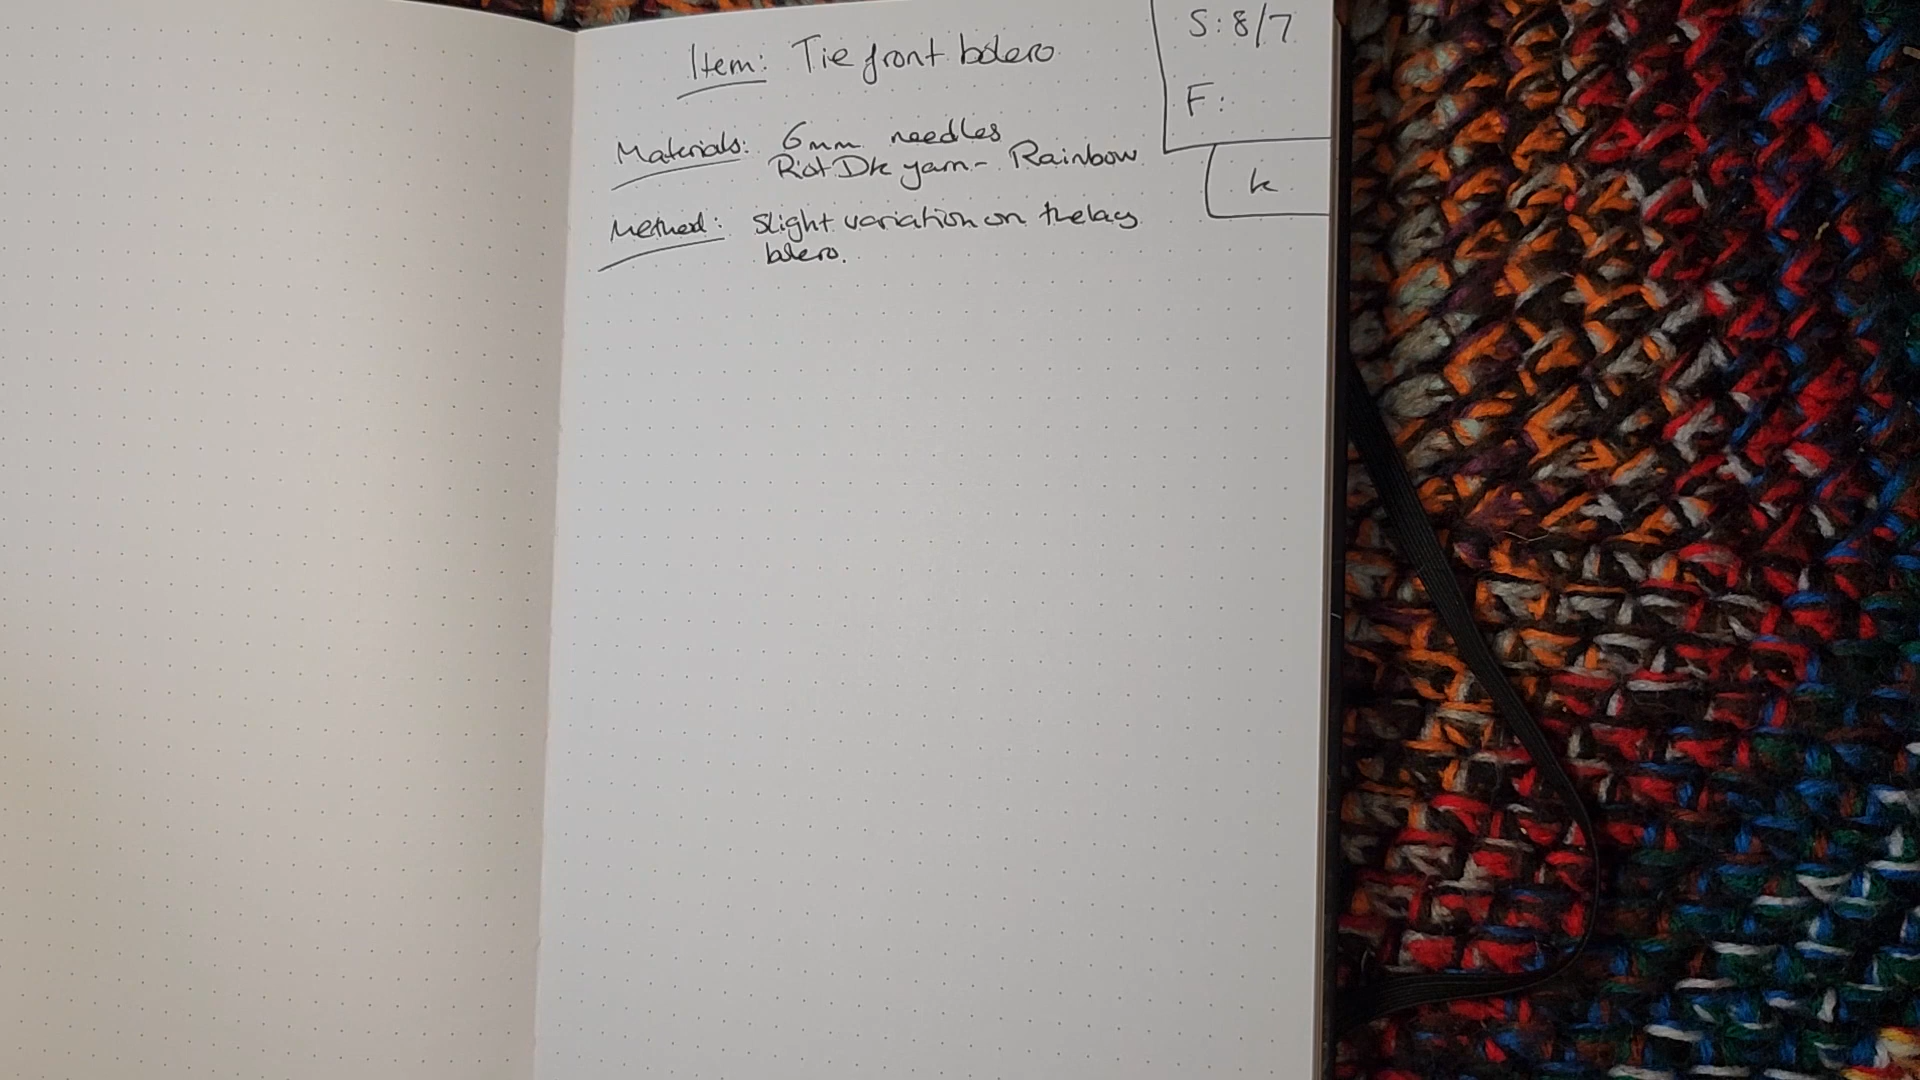 Item: Tie front bolero
S: 8/7
F:
Materials: 6mm needles
Riot Dk yarn - Rainbow
k
Method: Slight variation on the lacy
bolero.